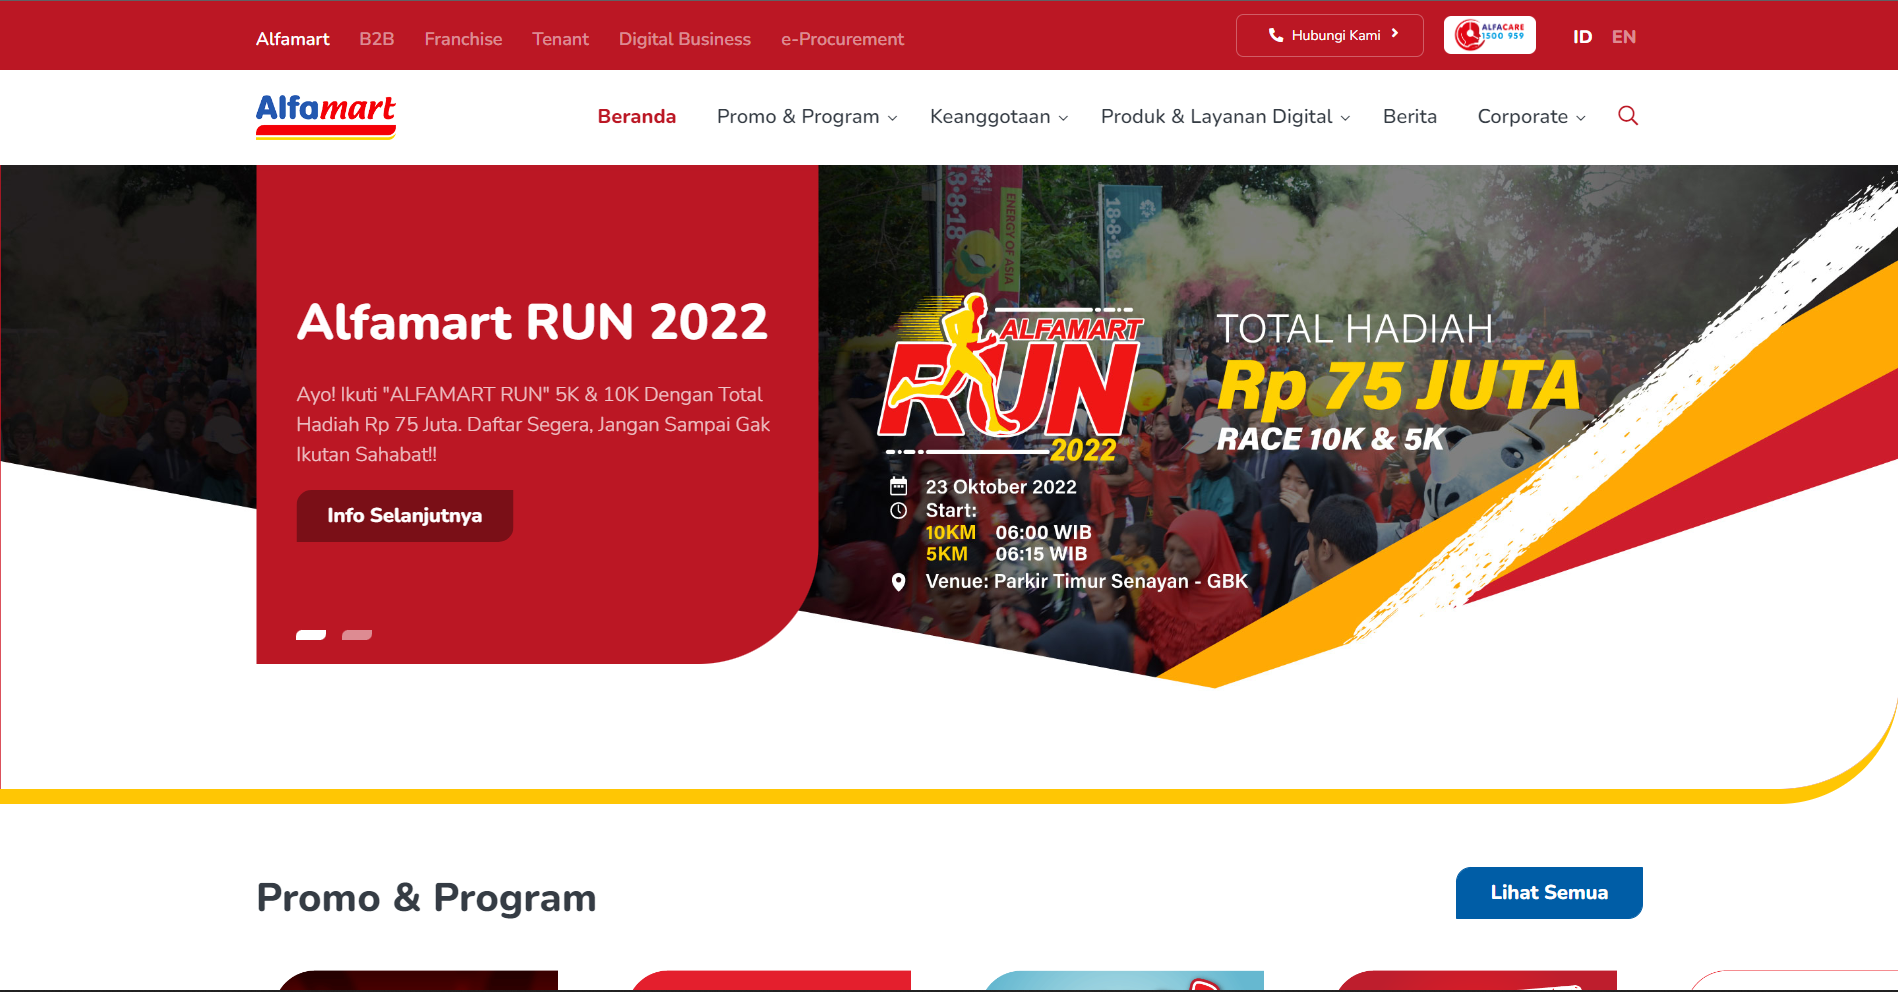 Alfamart B2B Franchise Tenant Digital Business e-Procurement
Hubungi Kami
ALFACARE
1500 959
ID EN
Alfamart
Beranda Promo & Program Keanggotaan Produk & Layanan Digital Berita Corporate
Alfamart RUN 2022
Ayo! Ikuti "ALFAMART RUN" 5K & 10K Dengan Total
Hadiah Rp 75 Juta. Daftar Segera, Jangan Sampai Gak
Ikutan Sahabat!!
Info Selanjutnya
18·8·18
ENERGY OF ASIA
18·8·18
ALFAMART
RUN
2022
23 Oktober 2022
Start:
10KM 06:00 WIB
5KM 06:15 WIB
Venue: Parkir Timur Senayan - GBK
TOTAL HADIAH
Rp 75 JUTA
RACE 10K & 5K
Promo & Program
Lihat Semua